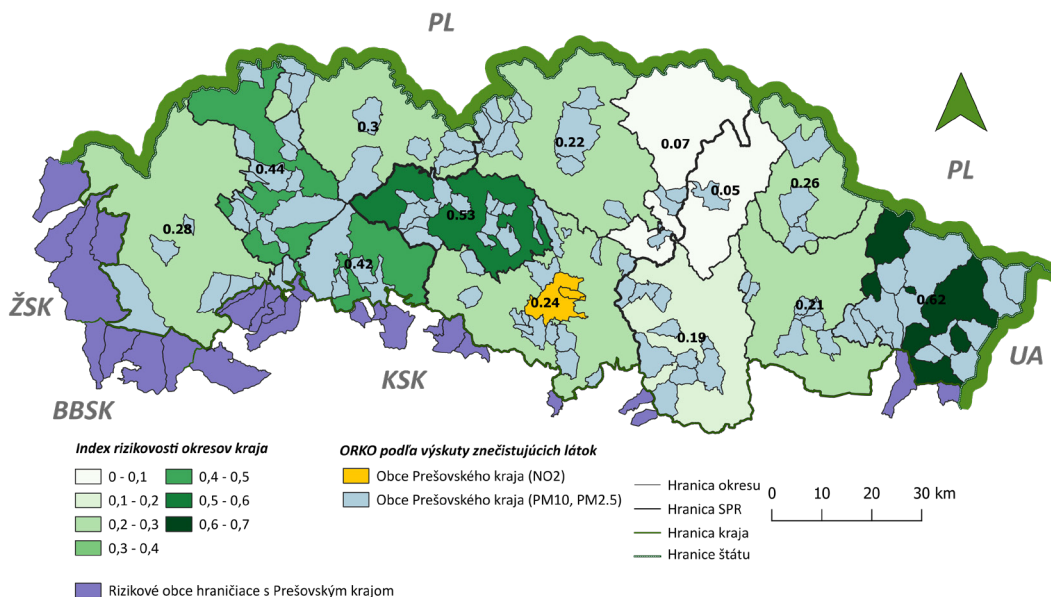 PL
0.3
0.22
0.07
0.44
PL
0.26
0.05
0.53
0.28
0.42
0.24
0.21
0.62
ŽSK
0.19
UA
KSK
BBSK
Index rizikovosti okresov kraja
0 - 0,1
0,1 - 0,2
0,2 - 0,3
0,3 - 0,4
0,4 - 0,5
0,5 - 0,6
0,6 - 0,7
Rizikové obce hraničiace s Prešovským krajom
ORKO podľa výskuty znečistujúcich látok
Obce Prešovského kraja (NO2)
Obce Prešovského kraja (PM10, PM2.5)
Hranica okresu
Hranica SPR
Hranica kraja
Hranice štátu
0 10 20 30 km